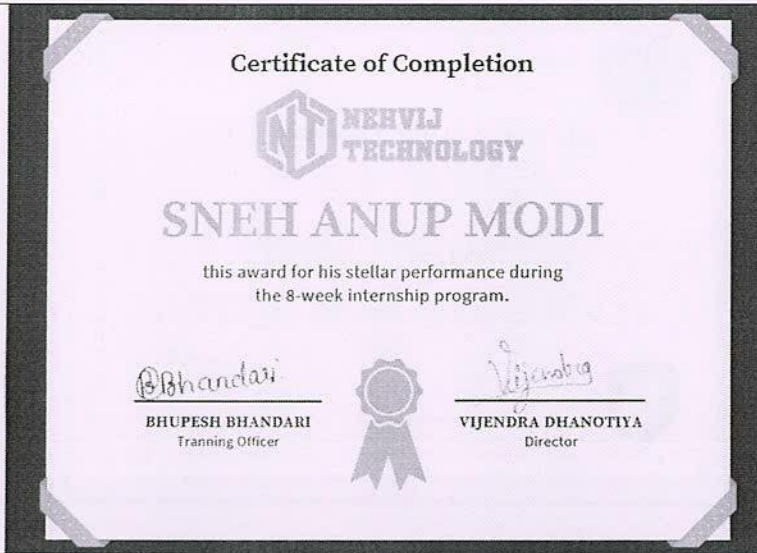 Certificate of Completion
NT
NEHVIJ
TECHNOLOGY
SNEH ANUP MODI
this award for his stellar performance during
the 8-week internship program.
BBhandari
BHUPESH BHANDARI
Tranning Officer
VIJENDRA DHANOTIYA
Director